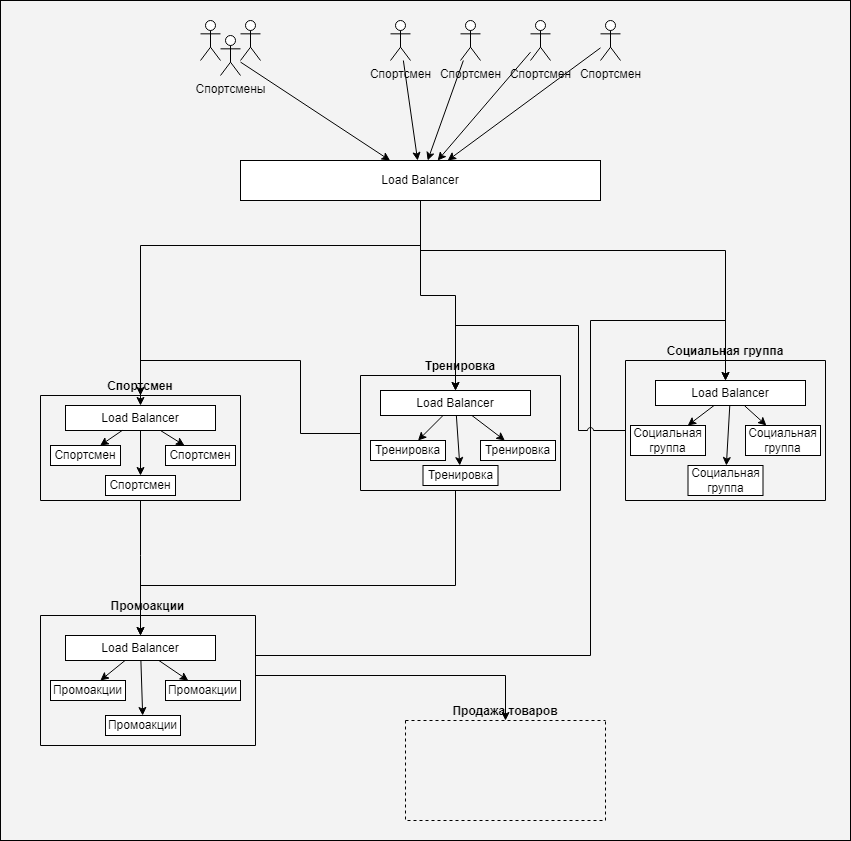 Спортсмены
Спортсмен
Спортсмен
Спортсмен
Спортсмен
Load Balancer
Спортсмен
Load Balancer
Спортсмен
Спортсмен
Спортсмен
Тренировка
Load Balancer
Тренировка
Тренировка
Тренировка
Социальная группа
Load Balancer
Социальная
группа
Социальная
группа
Социальная
группа
Промоакции
Load Balancer
Промоакции
Промоакции
Промоакции
Продажа товаров